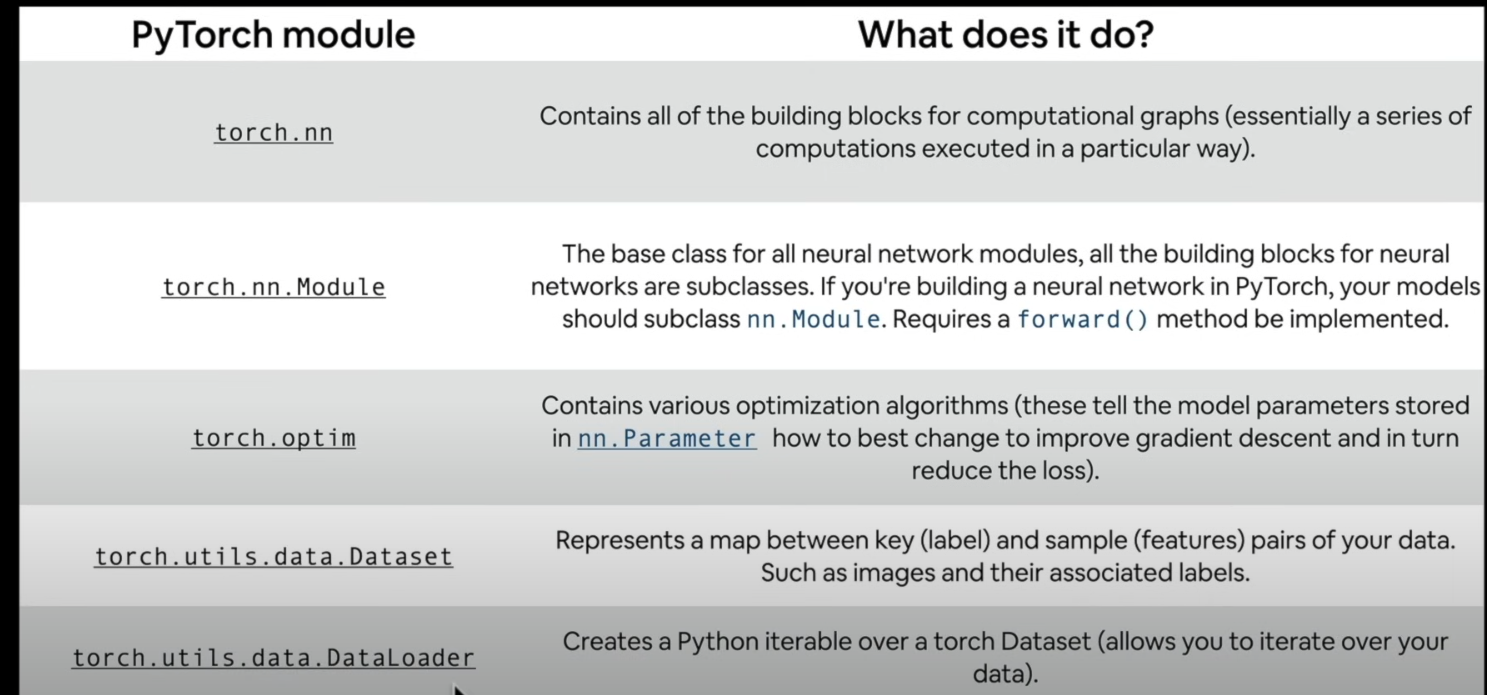 PyTorch module What does it do?
torch.nn
Contains all of the building blocks for computational graphs (essentially a series of
computations executed in a particular way).
torch.nn.Module
The base class for all neural network modules, all the building blocks for neural
networks are subclasses. If you're building a neural network in PyTorch, your models
should subclass nn.Module. Requires a forward() method be implemented.
torch.optim
Contains various optimization algorithms (these tell the model parameters stored
in nn.Parameter how to best change to improve gradient descent and in turn
reduce the loss).
torch.utils.data.Dataset
Represents a map between key (label) and sample (features) pairs of your data.
Such as images and their associated labels.
torch.utils.data.DataLoader
Creates a Python iterable over a torch Dataset (allows you to iterate over your
data).